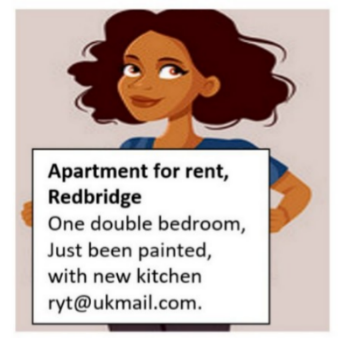 Apartment for rent,
Redbridge
One double bedroom,
Just been painted,
with new kitchen
ryt@ukmail.com.